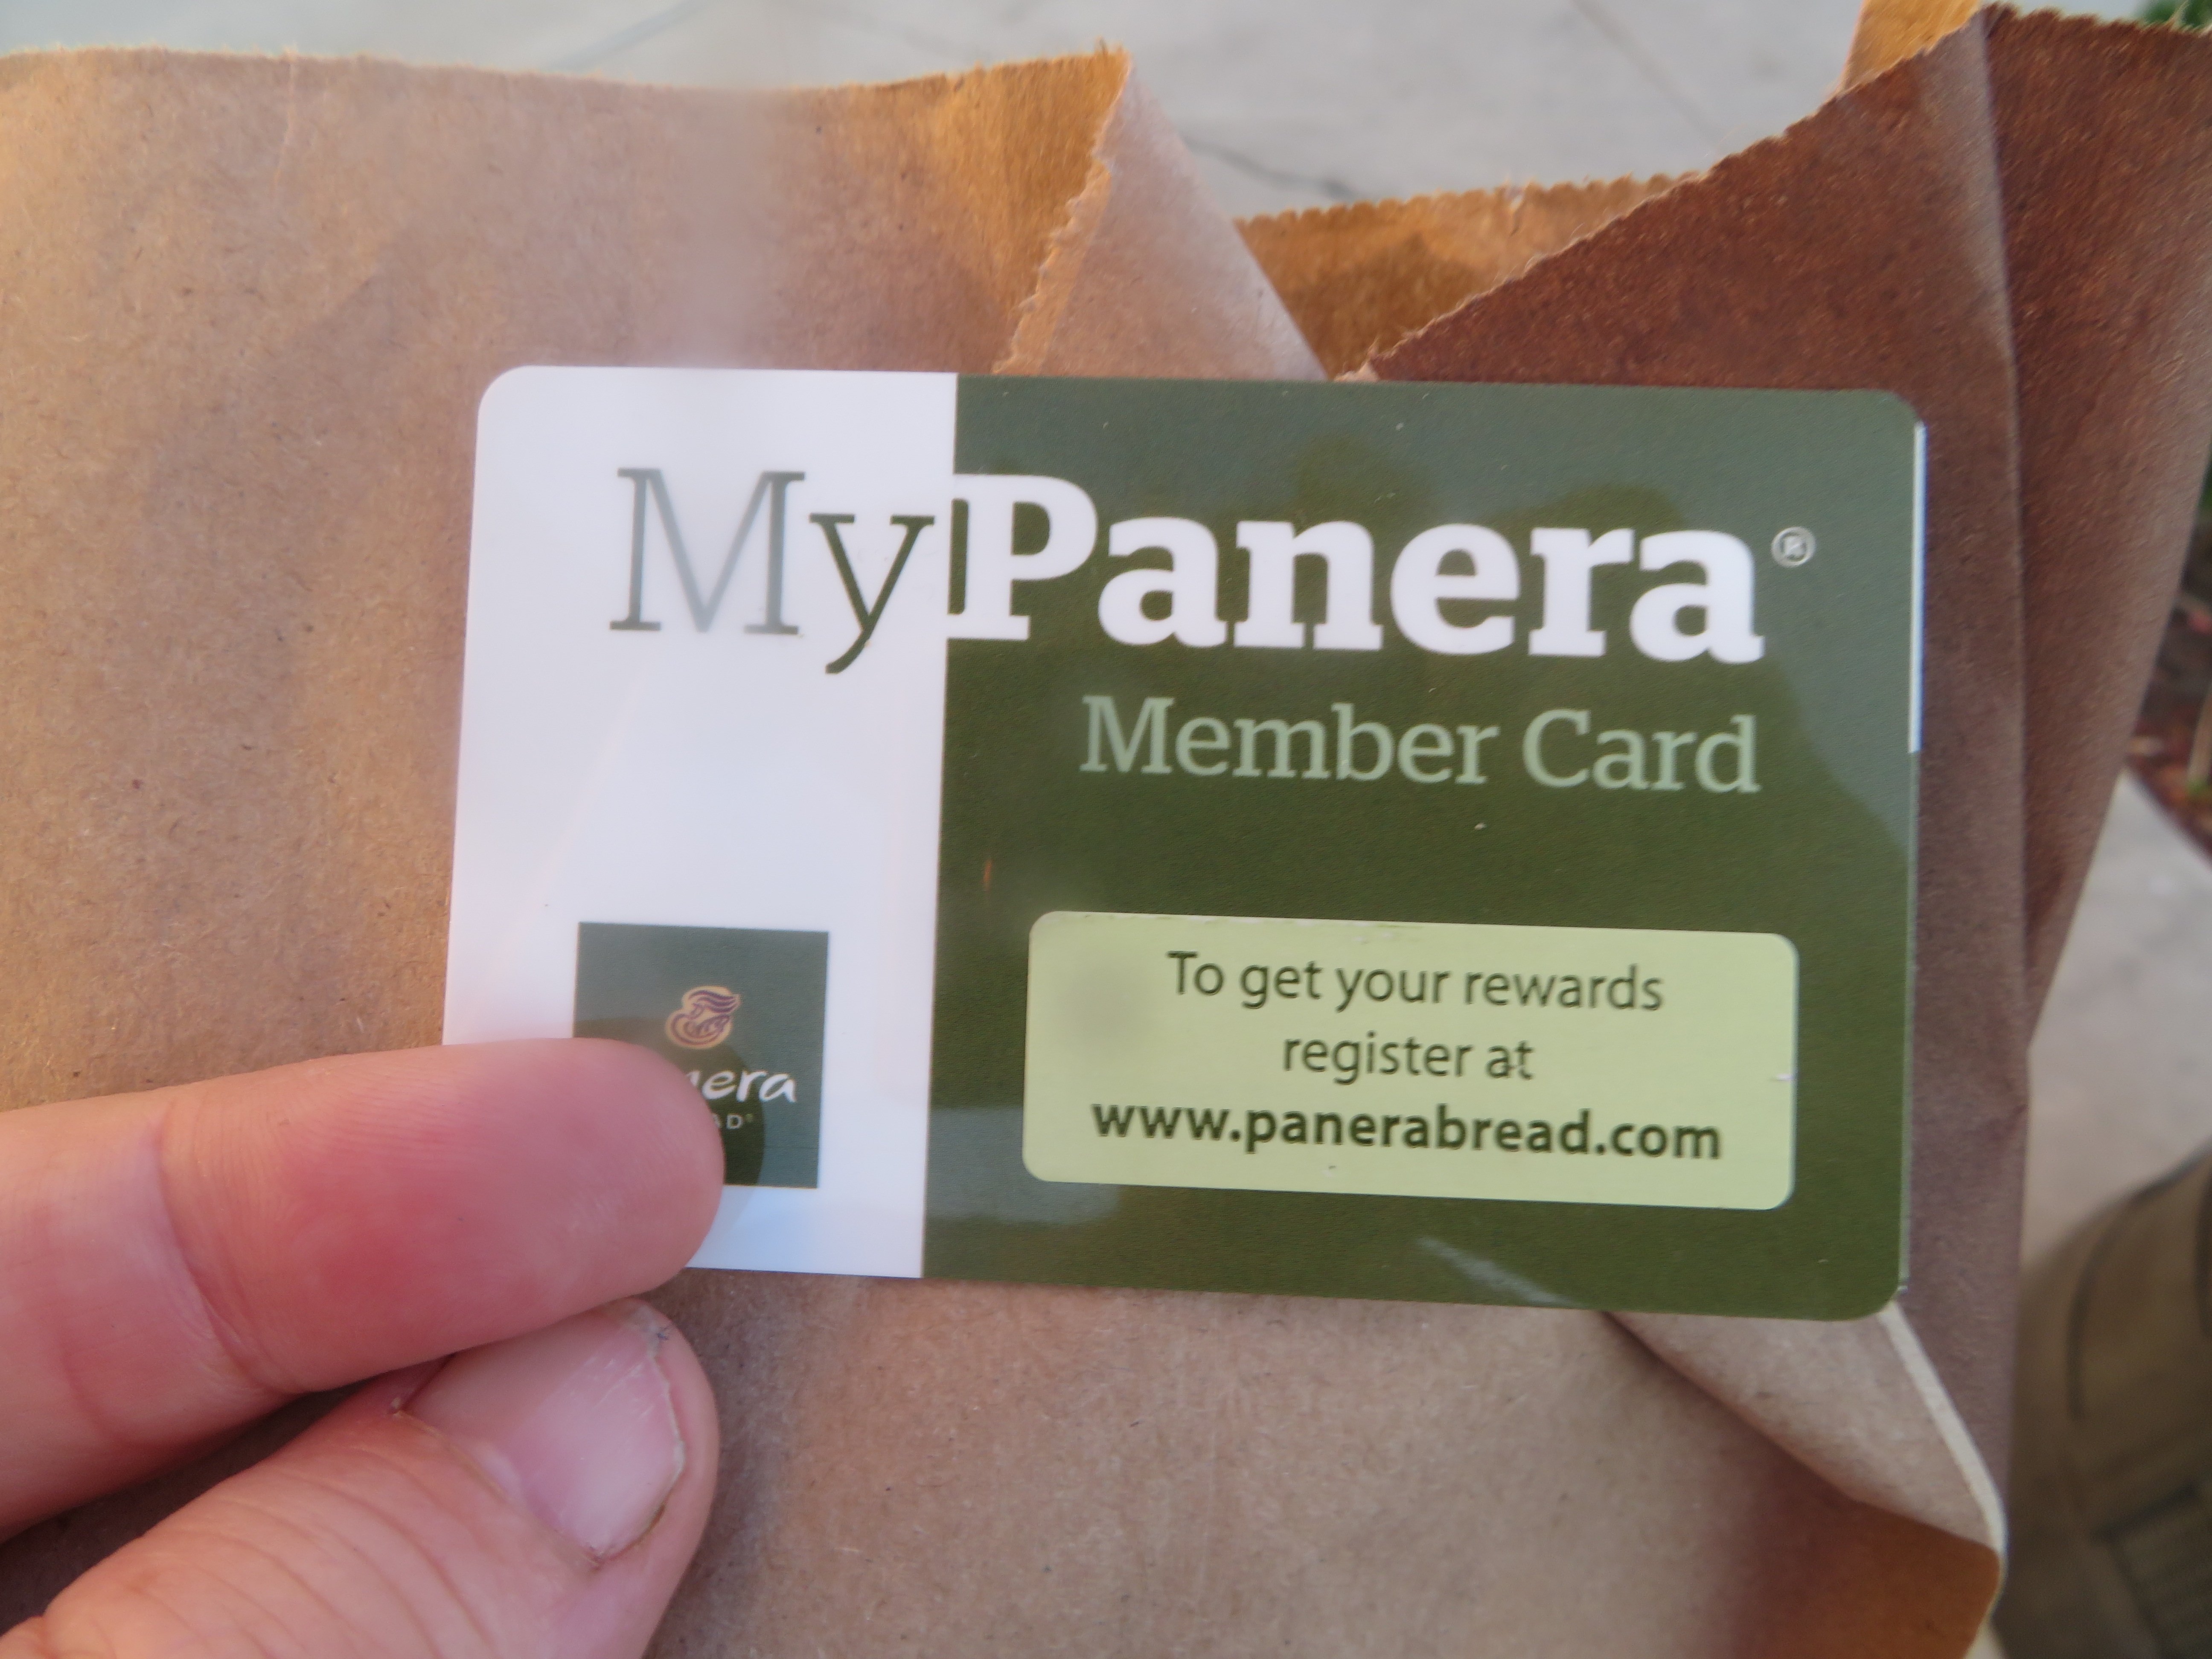 MyPanera®
Member Card
To get your rewards
register at
www.panerabread.com